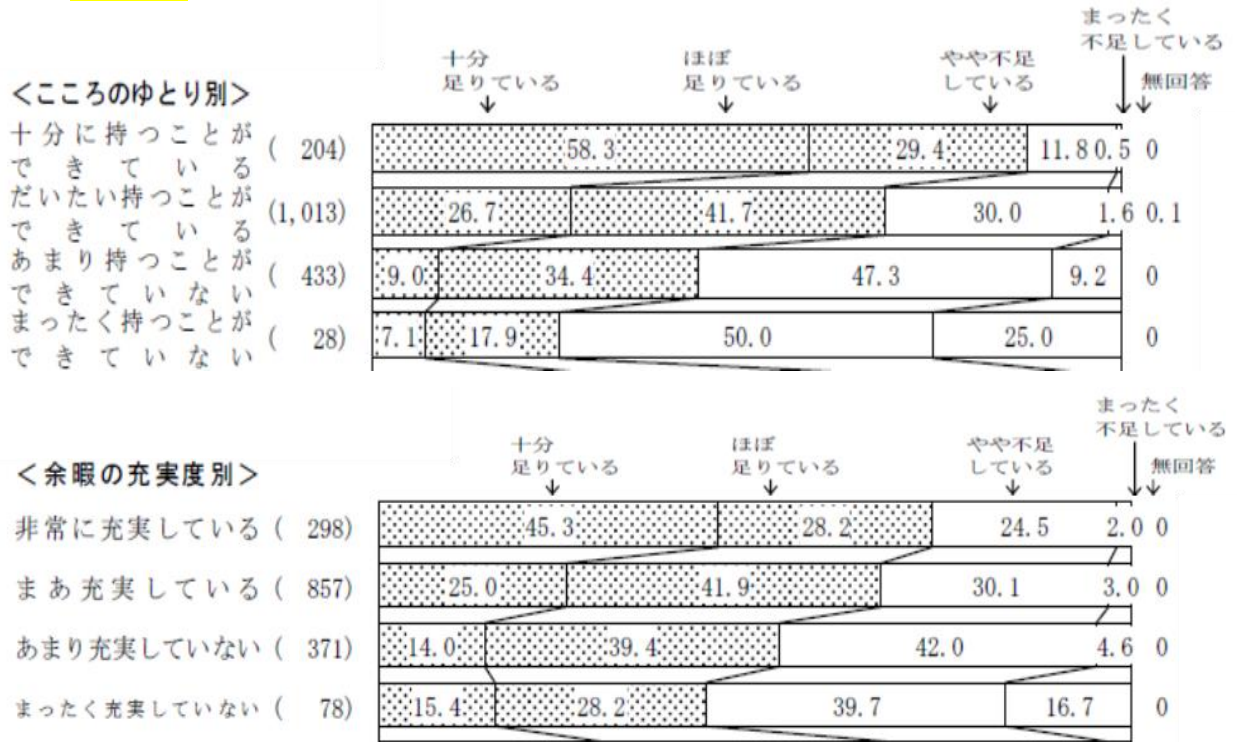 まったく
不足している
十分
足りている
ほぼ
足りている
やや不足
している
無回答
<こころのゆとり別>
十分に持つことが
できている
( 204) 58.3 29.4 11.8 0.5 0
だいたい持つことが
できている
(1,013) 26.7 41.7 30.0 1.6 0.1
あまり持つことが
できていない
( 433) 9.0 34.4 47.3 9.2 0
まったく持つことが
できていない
( 28) 7.1 17.9 50.0 25.0 0
まったく
不足している
十分
足りている
ほぼ
足りている
やや不足
している
無回答
<余暇の充実度別>
非常に充実している ( 298) 45.3 28.2 24.5 2.0 0
まあ充実している ( 857) 25.0 41.9 30.1 3.0 0
あまり充実していない ( 371) 14.0 39.4 42.0 4.6 0
まったく充実していない ( 78) 15.4 28.2 39.7 16.7 0